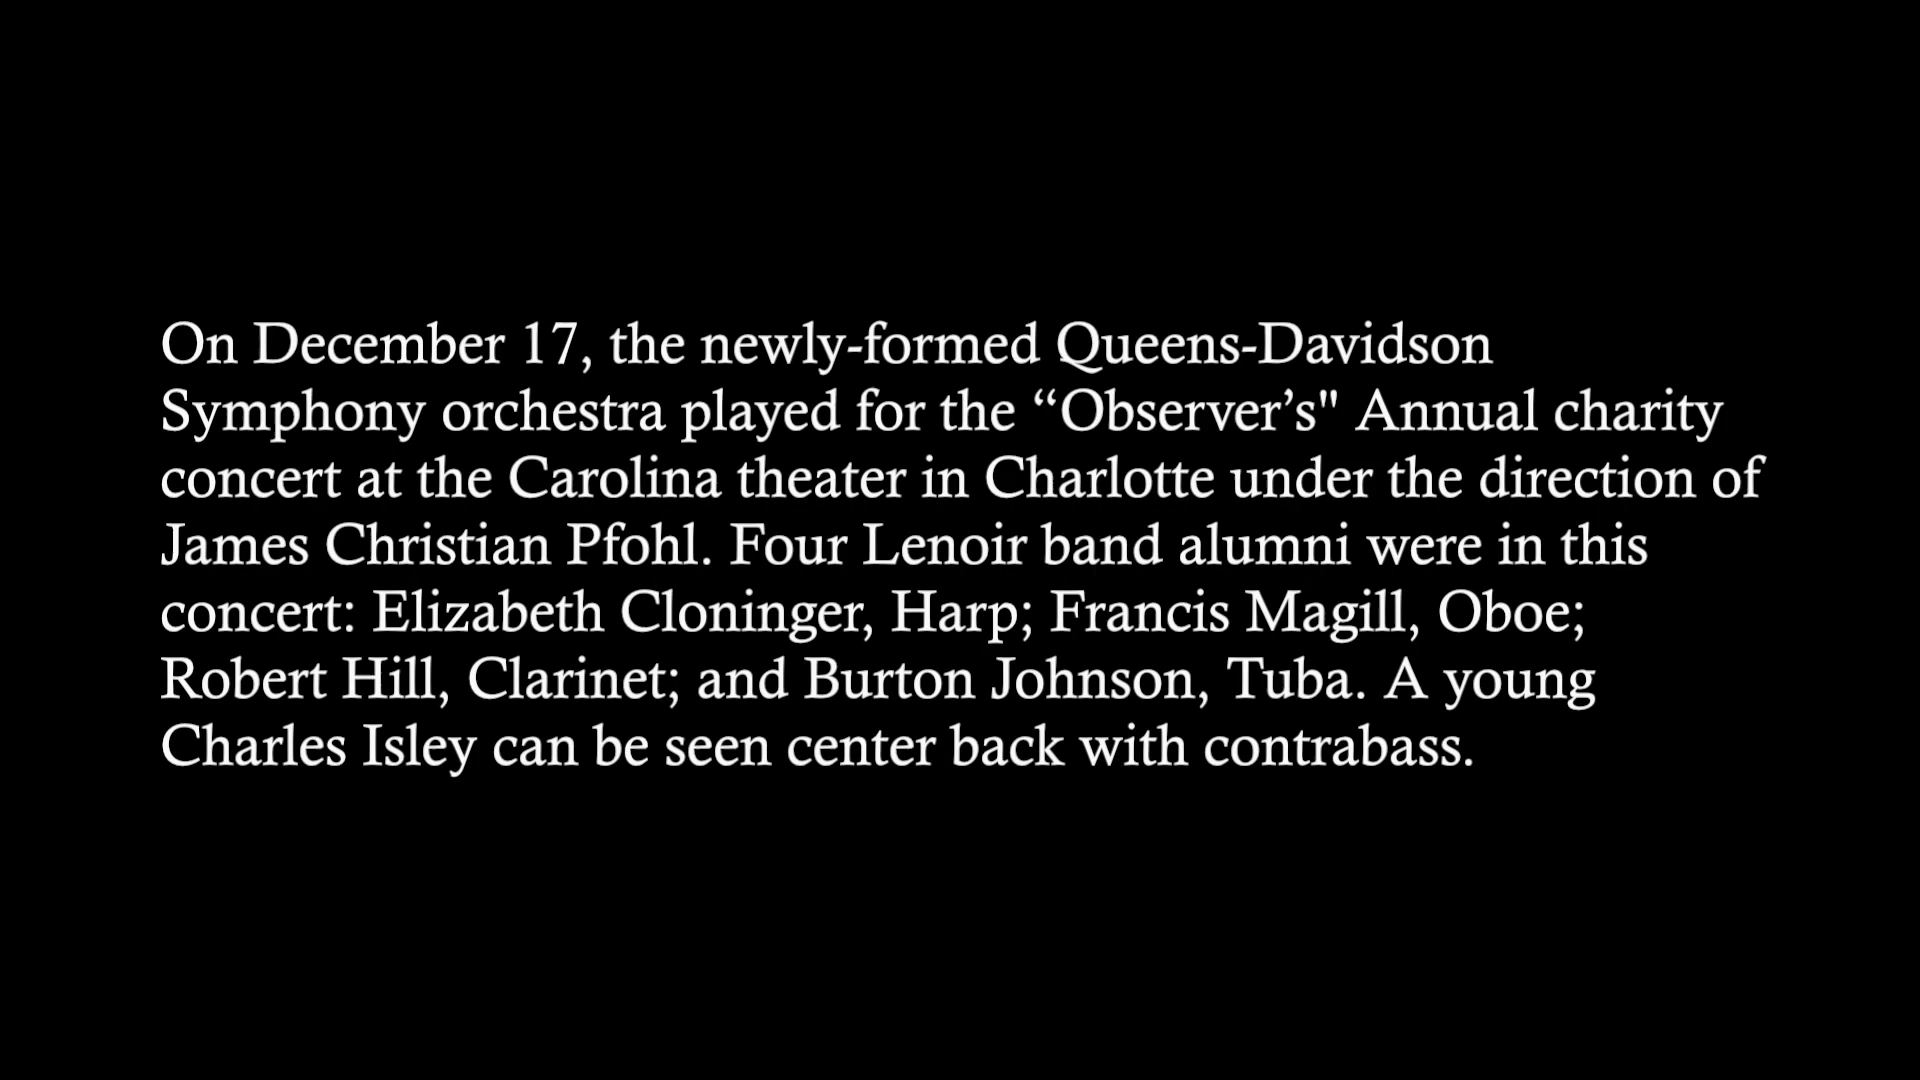 On December 17, the newly-formed Queens-Davidson
Symphony orchestra played for the “Observer’s" Annual charity
concert at the Carolina theater in Charlotte under the direction of
James Christian Pfohl. Four Lenoir band alumni were in this
concert: Elizabeth Cloninger, Harp; Francis Magill, Oboe;
Robert Hill, Clarinet; and Burton Johnson, Tuba. A young
Charles Isley can be seen center back with contrabass.